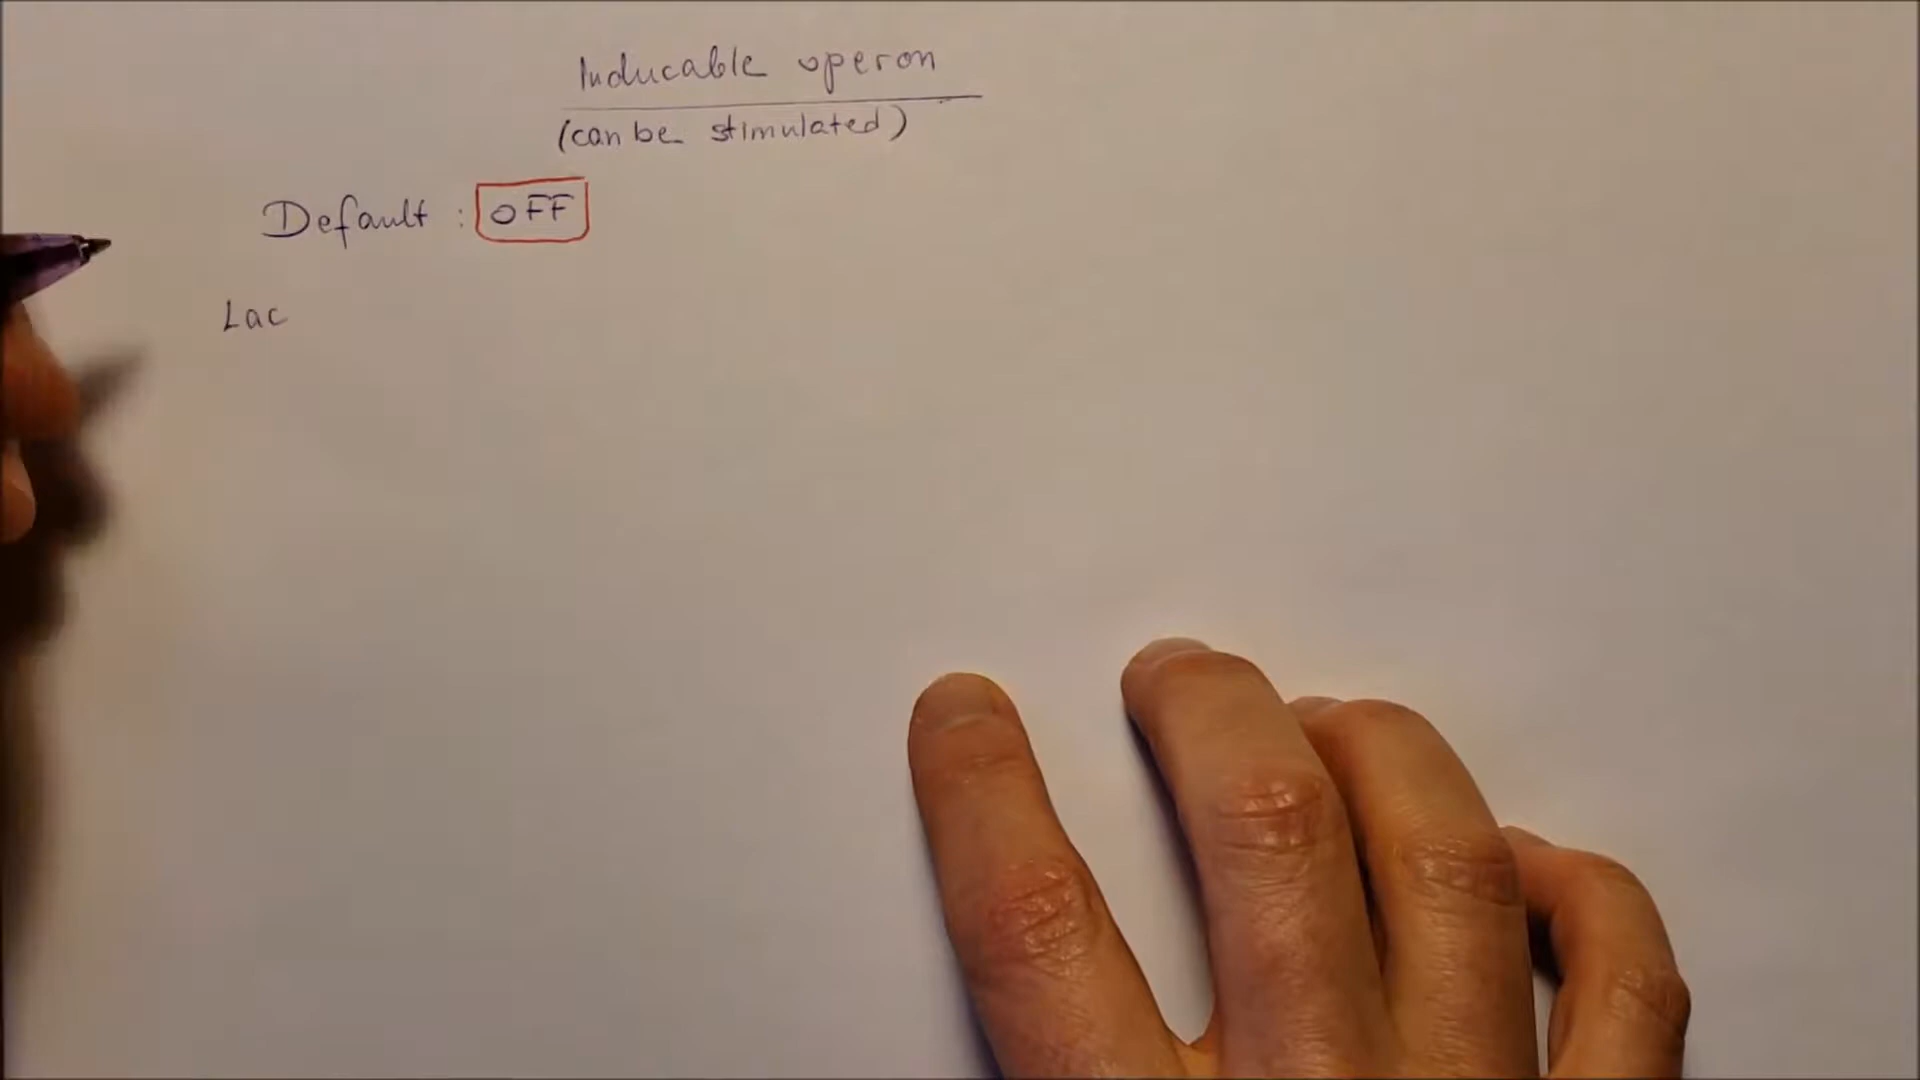 Inducable operon
(can be stimulated)
Default : OFF
Lac